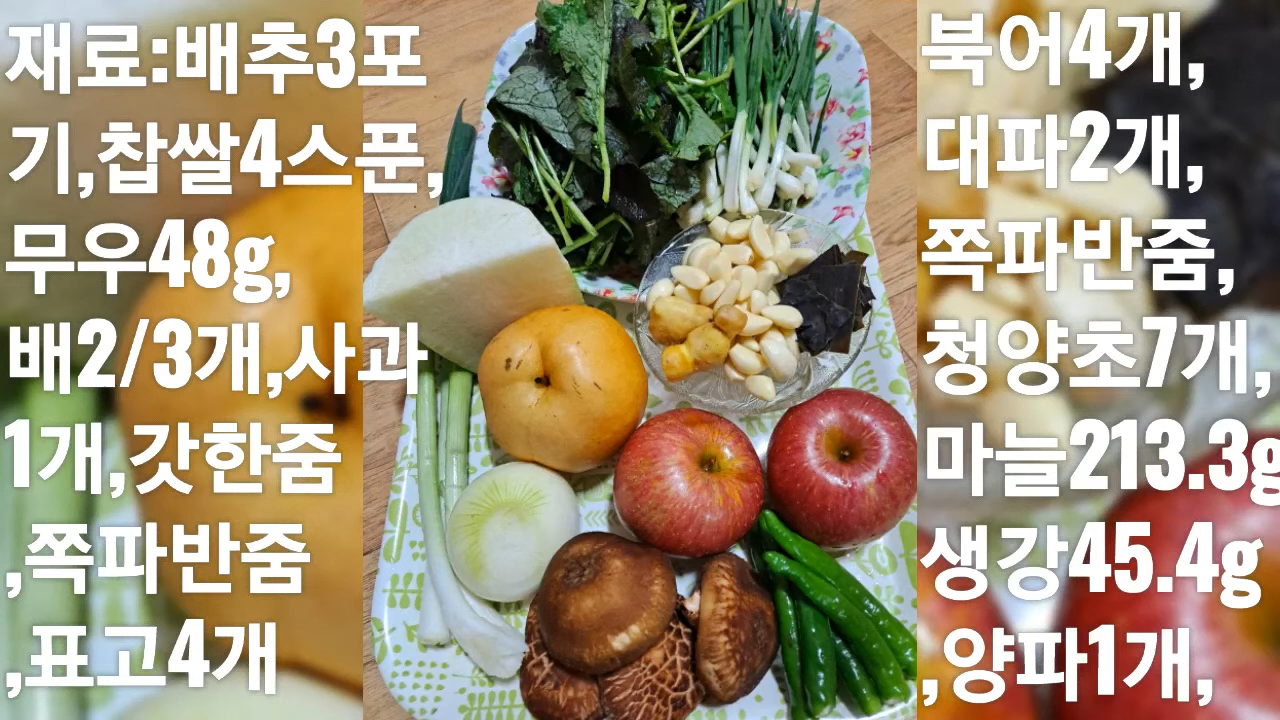 재료:배추3포
기,찹쌀4스푼,
무우48g,
배2/3개,사과
1개,갓한줌
,쪽파반줌
,표고4개
북어4개,
대파2개,
쪽파반줌,
청양초7개,
마늘213.3g
생강45.4g
,양파1개,